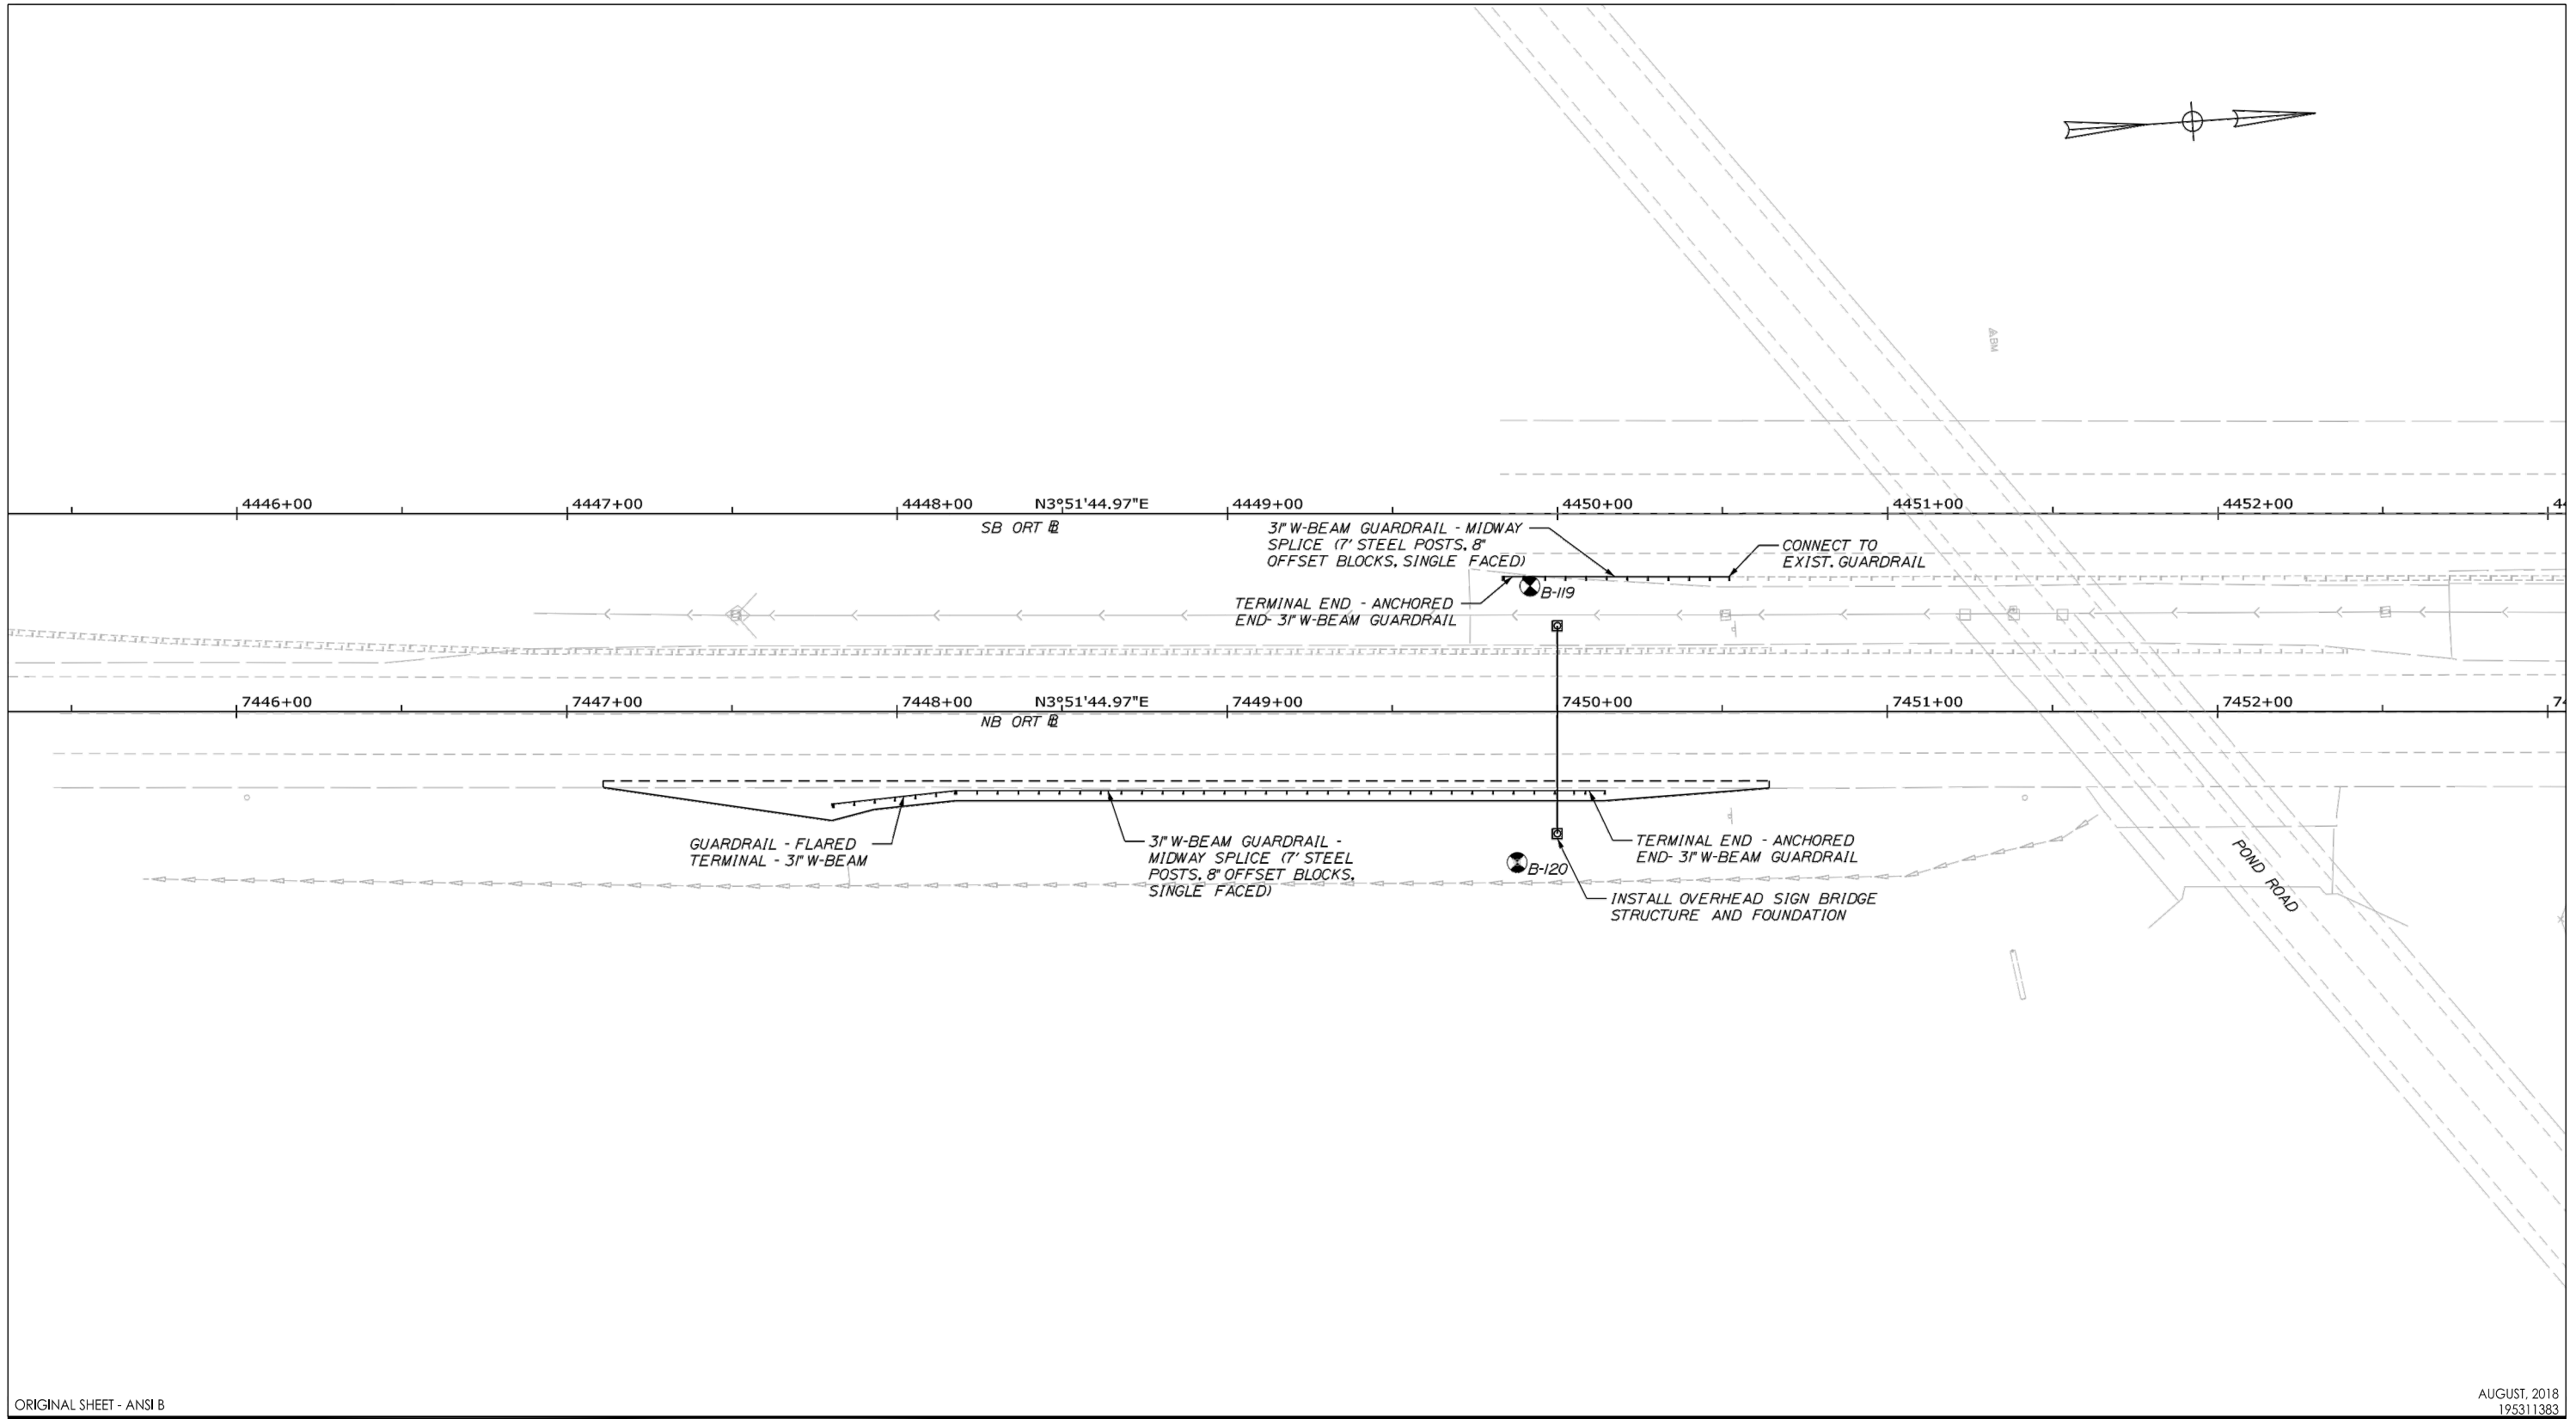 ABM
4446+00 4447+00 4448+00 N3°51'44.97"E 4449+00 4450+00 4451+00 4452+00 44
SB ORT ℄
31" W-BEAM GUARDRAIL - MIDWAY
SPLICE (7' STEEL POSTS, 8"
OFFSET BLOCKS, SINGLE FACED)
CONNECT TO
EXIST. GUARDRAIL
B-119
TERMINAL END - ANCHORED
END- 31" W-BEAM GUARDRAIL
7446+00 7447+00 7448+00 N3°51'44.97"E 7449+00 7450+00 7451+00 7452+00 74
NB ORT ℄
GUARDRAIL - FLARED
TERMINAL - 31" W-BEAM
31" W-BEAM GUARDRAIL -
MIDWAY SPLICE (7' STEEL
POSTS, 8" OFFSET BLOCKS,
SINGLE FACED)
TERMINAL END - ANCHORED
END- 31" W-BEAM GUARDRAIL
B-120
INSTALL OVERHEAD SIGN BRIDGE
STRUCTURE AND FOUNDATION
POND ROAD
ORIGINAL SHEET - ANSI B
AUGUST, 2018
195311383